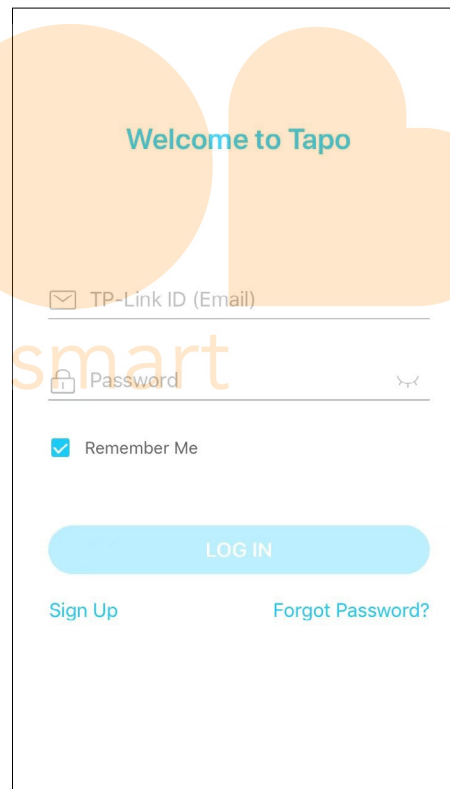 Welcome to Tapo
TP-Link ID (Email)
smart
Password
Remember Me
LOG IN
Sign Up
Forgot Password?